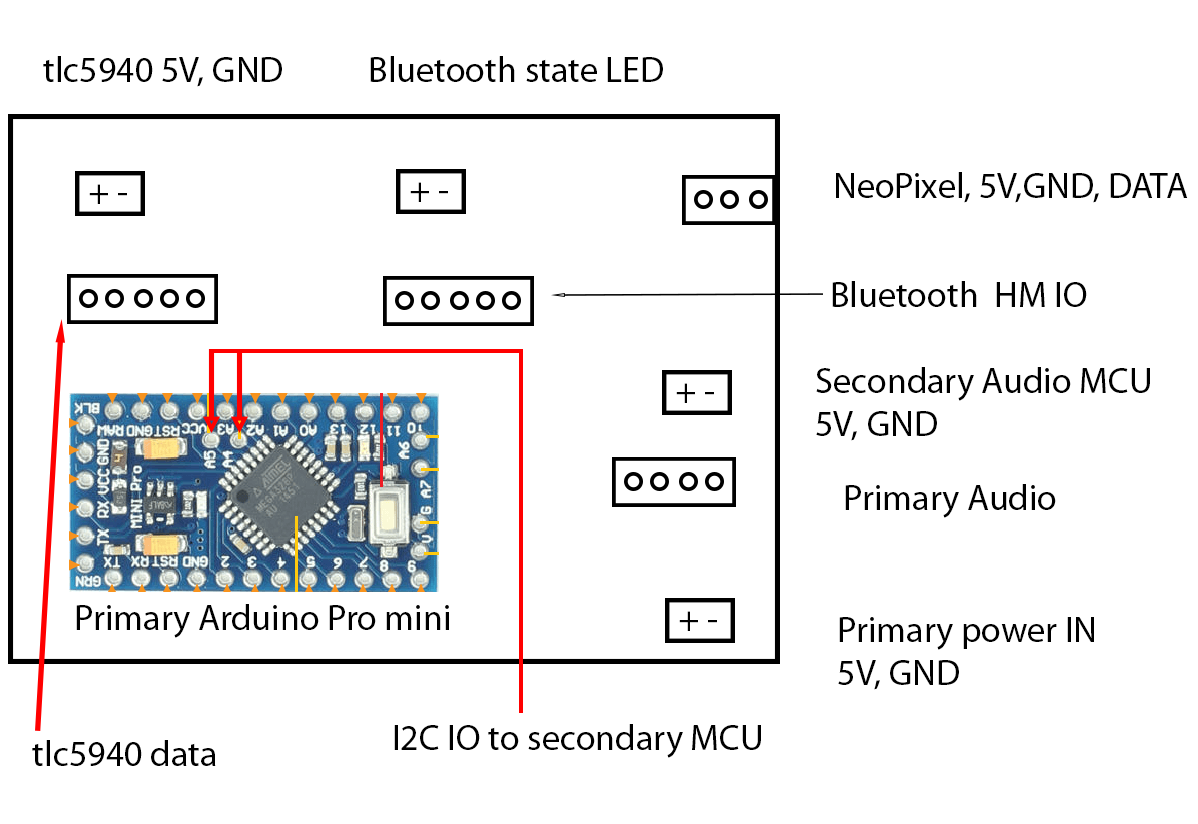 tlc5940 5V, GND
Bluetooth state LED
+ -
+ -
NeoPixel, 5V,GND, DATA
Bluetooth HM IO
+ -
Secondary Audio MCU
5V, GND
Primary Audio
BLK
RAW
GND
VCC
RX
TX
GRN
RST
GND
VCC
A3
A2
A1
A0
13
12
11
10
A5
A4
A6
A7
G
V
MINI Pro
ATMEL
TX
RX
RST
GND
2
3
4
5
6
7
8
9
Primary Arduino Pro mini
+ -
Primary power IN
5V, GND
I2C IO to secondary MCU
tlc5940 data